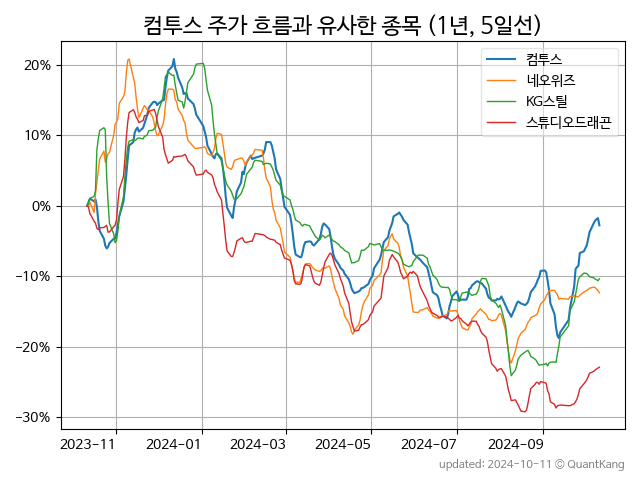 컴투스 주가 흐름과 유사한 종목 (1년, 5일선)
컴투스
네오위즈
KG스틸
스튜디오드래곤
20%
10%
0%
−10%
−20%
−30%
2023-11
2024-01
2024-03
2024-05
2024-07
2024-09
updated: 2024-10-11 © QuantKang